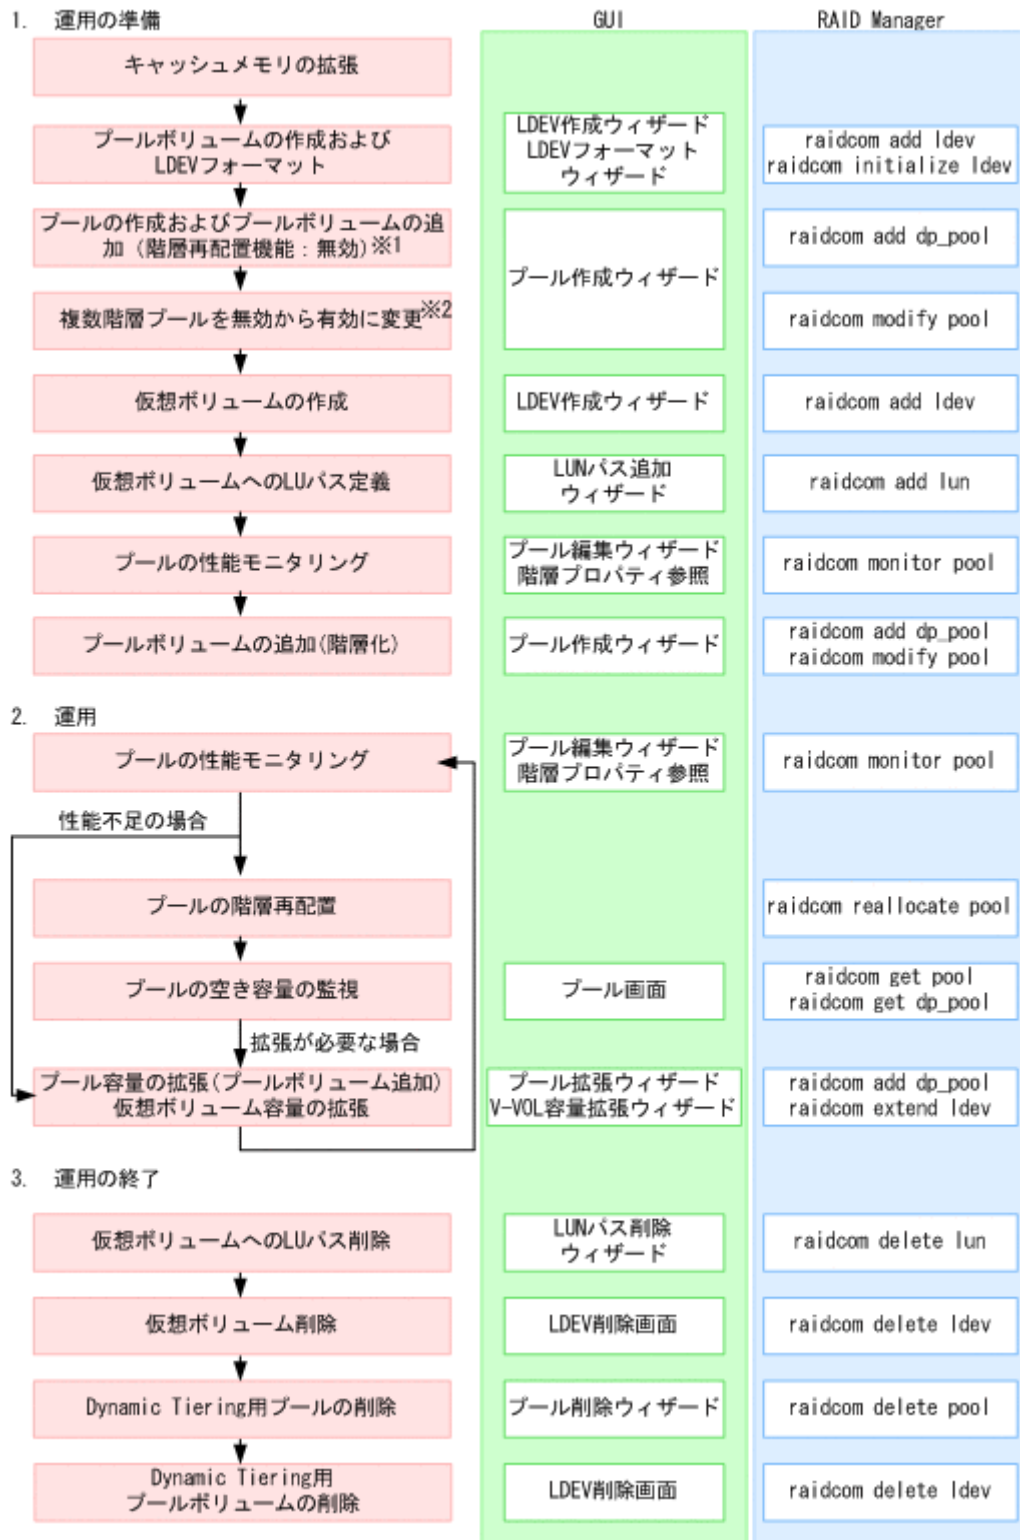 1. 運用の準備
GUI
RAID Manager
キャッシュメモリの拡張
プールボリュームの作成および
LDEVフォーマット
LDEV作成ウィザード
LDEVフォーマット
ウィザード
raidcom add ldev
raidcom initialize ldev
プールの作成およびプールボリュームの追
加（階層再配置機能：無効)※1
プール作成ウィザード
raidcom add dp_pool
複数階層プールを無効から有効に変更※2
raidcom modify pool
仮想ボリュームの作成
LDEV作成ウィザード
raidcom add ldev
仮想ボリュームへのLUパス定義
LUNパス追加
ウィザード
raidcom add lun
プールの性能モニタリング
プール編集ウィザード
階層プロパティ参照
raidcom monitor pool
プールボリュームの追加(階層化)
プール作成ウィザード
raidcom add dp_pool
raidcom modify pool
2. 運用
プールの性能モニタリング
プール編集ウィザード
階層プロパティ参照
raidcom monitor pool
性能不足の場合
プールの階層再配置
raidcom reallocate pool
プールの空き容量の監視
プール画面
raidcom get pool
raidcom get dp_pool
拡張が必要な場合
プール容量の拡張(プールボリューム追加)
仮想ボリューム容量の拡張
プール拡張ウィザード
V-VOL容量拡張ウィザード
raidcom add dp_pool
raidcom extend ldev
3. 運用の終了
仮想ボリュームへのLUパス削除
LUNパス削除
ウィザード
raidcom delete lun
仮想ボリューム削除
LDEV削除画面
raidcom delete ldev
Dynamic Tiering用プールの削除
プール削除ウィザード
raidcom delete pool
Dynamic Tiering用
プールボリュームの削除
LDEV削除画面
raidcom delete ldev